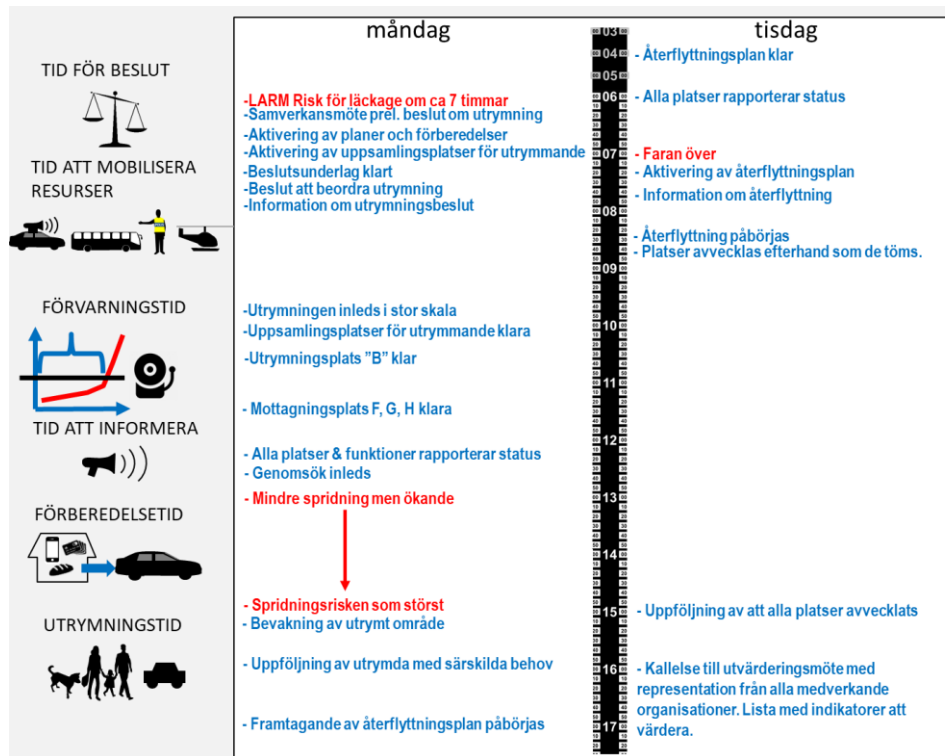 måndag
tisdag
TID FÖR BESLUT
TID ATT MOBILISERA
RESURSER
FÖRVARNINGSTID
TID ATT INFORMERA
FÖRBEREDELSETID
UTRYMNINGSTID
-LARM Risk för läckage om ca 7 timmar
-Samverkansmöte prel. beslut om utrymning
-Aktivering av planer och förberedelser
-Aktivering av uppsamlingsplatser för utrymmande
-Beslutsunderlag klart
-Beslut att beordra utrymning
-Information om utrymningsbeslut
-Utrymningen inleds i stor skala
-Uppsamlingsplatser för utrymmande klara
-Utrymningsplats ”B” klar
- Mottagningsplats F, G, H klara
- Alla platser & funktioner rapporterar status
- Genomsök inleds
- Mindre spridning men ökande
- Spridningsrisken som störst
- Bevakning av utrymt område
- Uppföljning av utrymda med särskilda behov
- Framtagande av återflyttningsplan påbörjas
03
04
05
06
07
08
09
10
11
12
13
14
15
16
17
- Återflyttningsplan klar
- Alla platser rapporterar status
- Faran över
- Aktivering av återflyttningsplan
- Information om återflyttning
- Återflyttning påbörjas
- Platser avvecklas efterhand som de töms.
- Uppföljning av att alla platser avvecklats
- Kallelse till utvärderingsmöte med
representation från alla medverkande
organisationer. Lista med indikatorer att
värdera.